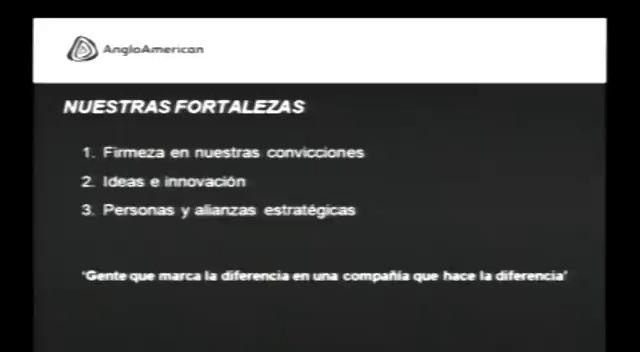 AngloAmerican
NUESTRAS FORTALEZAS
1. Firmeza en nuestras convicciones
2. Ideas e innovación
3. Personas y alianzas estratégicas
'Gente que marca la diferencia en una compañía que hace la diferencia'